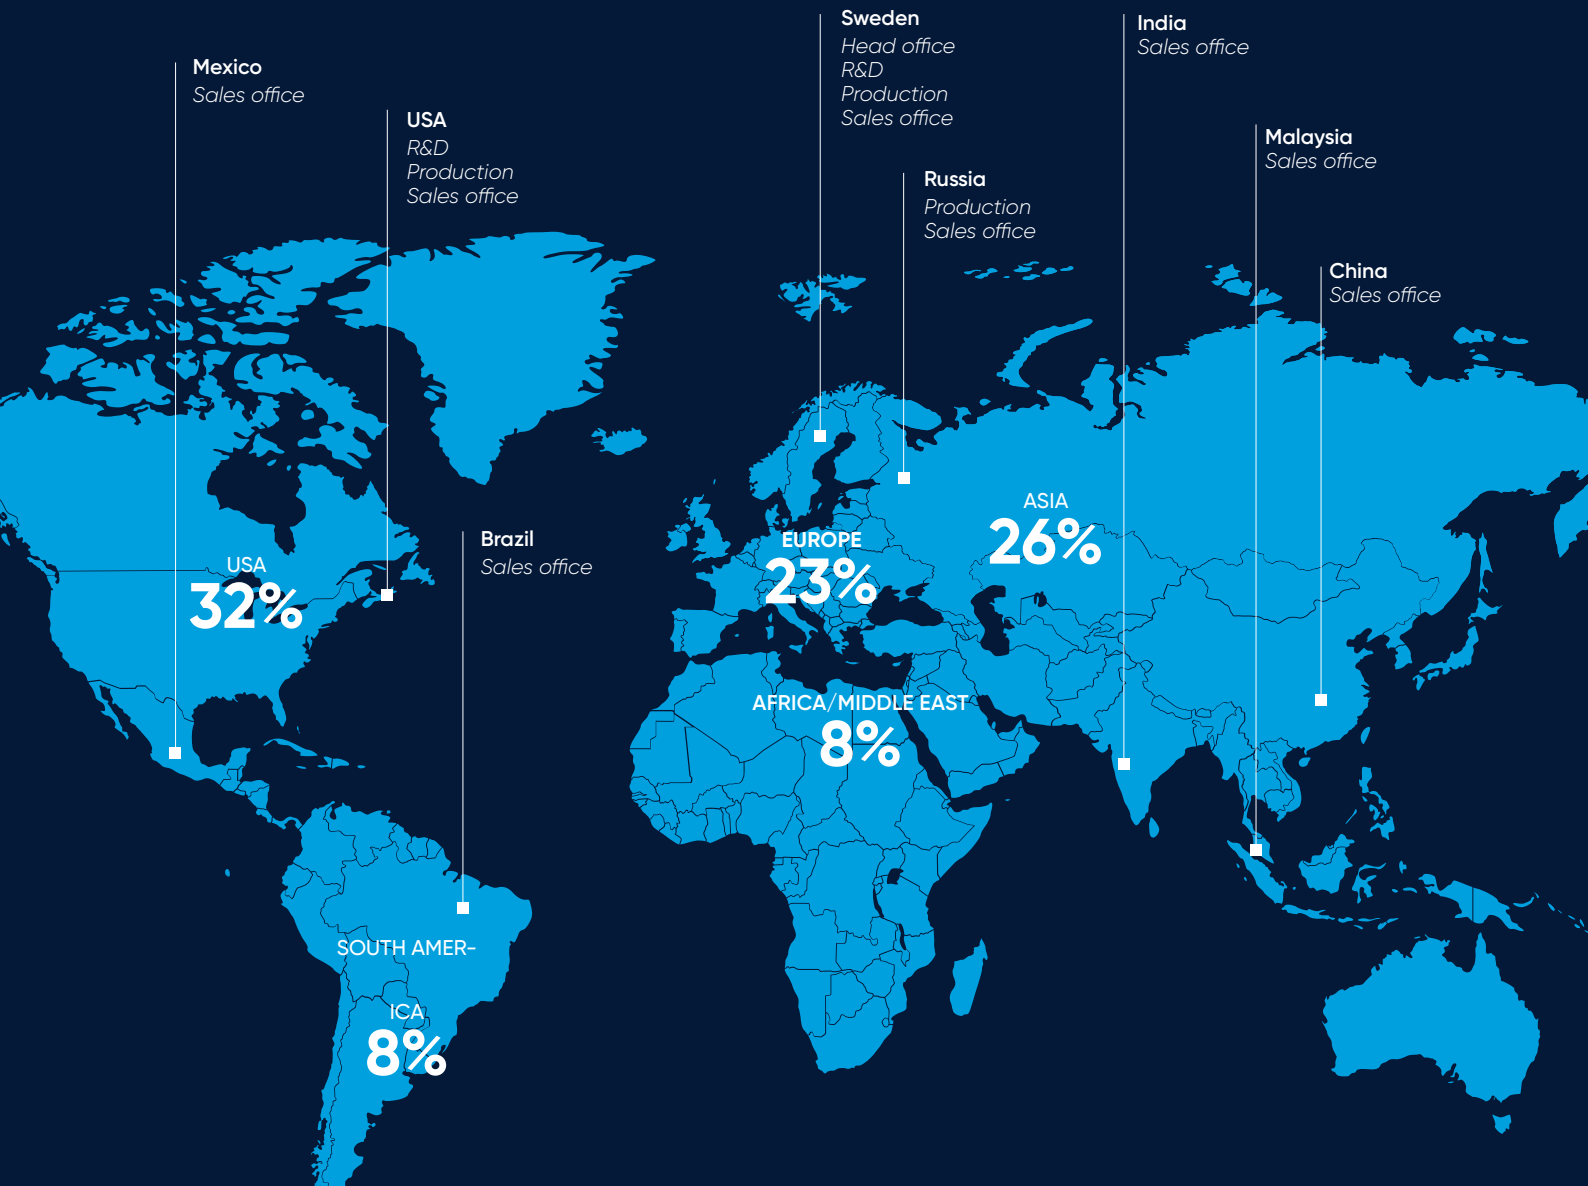 Sweden
Head office
R&D
Production
Sales office
India
Sales office
Mexico
Sales office
USA
R&D
Production
Sales office
Malaysia
Sales office
Russia
Production
Sales office
China
Sales office
ASIA
26%
Brazil
Sales office
EUROPE
23%
USA
32%
AFRICA/MIDDLE EAST
8%
SOUTH AMER-
ICA
8%